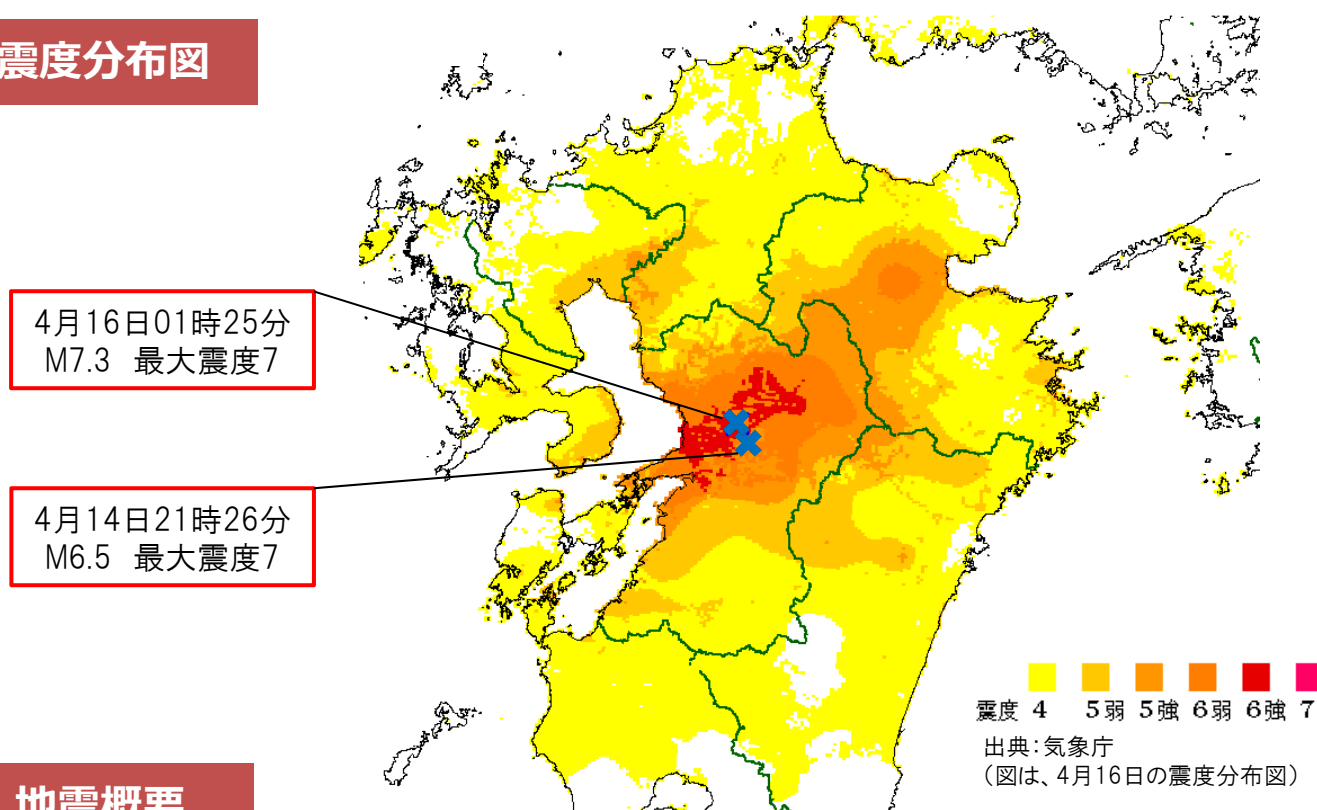 震度分布図
4月16日01時25分
M7.3 最大震度7
4月14日21時26分
M6.5 最大震度7
震度 4 5弱 5強 6弱 6強 7
出典:気象庁
(図は、4月16日の震度分布図)
地震概要